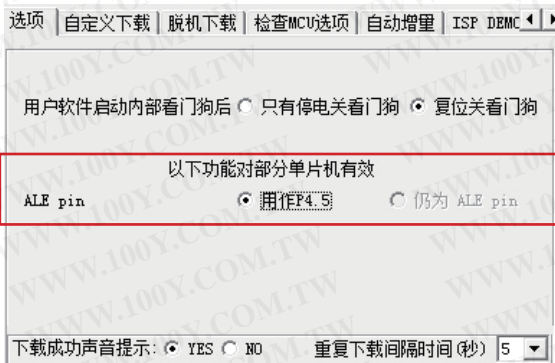 选项 自定义下载 脱机下载 检查MCU选项 自动增量 ISP DEMO
用户软件启动内部看门狗后 只有停电关看门狗 复位关看门狗
以下功能对部分单片机有效
ALE pin 用作P4.5 仍为 ALE pin
下载成功声音提示: YES NO 重复下载间隔时间(秒) 5
WWW.100Y.COM.TW